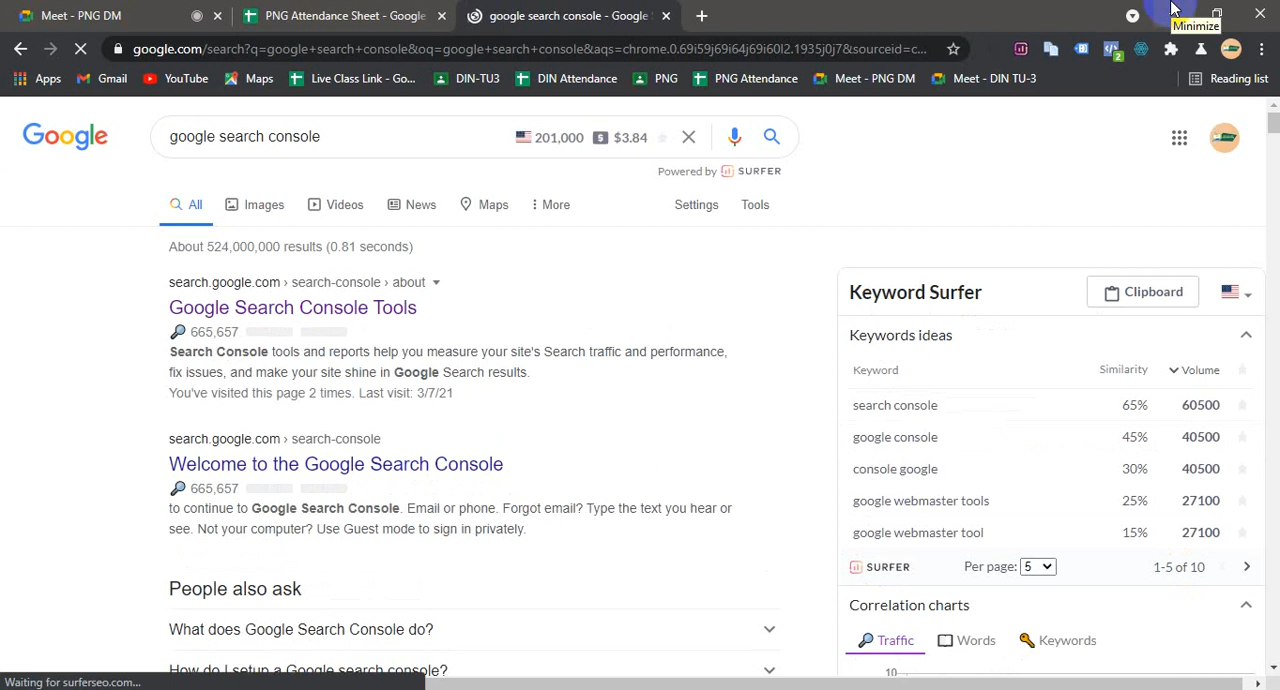 Meet - PNG DM
PNG Attendance Sheet - Google
google search console - Google
Minimize
google.com/search?q=google+search+console&oq=google+search+console&aqs=chrome.0.69i59j69i64j69i60l2.1935j0j7&sourceid=c...
2
Apps
Gmail
YouTube
Maps
Live Class Link - Go...
DIN-TU3
DIN Attendance
PNG
PNG Attendance
Meet - PNG DM
Meet - DIN TU-3
Reading list
Google
google search console
201,000
S
$3.84
Powered by SURFER
All
Images
Videos
News
Maps
More
Settings
Tools
About 524,000,000 results (0.81 seconds)
search.google.com › search-console › about
Google Search Console Tools
665,657
Search Console tools and reports help you measure your site's Search traffic and performance,
fix issues, and make your site shine in Google Search results.
You've visited this page 2 times. Last visit: 3/7/21
search.google.com › search-console
Welcome to the Google Search Console
665,657
to continue to Google Search Console. Email or phone. Forgot email? Type the text you hear or
see. Not your computer? Use Guest mode to sign in privately.
People also ask
What does Google Search Console do?
How do I setup a Google search console?
Keyword Surfer
Clipboard
Keywords ideas
Keyword Similarity Volume
search console 65% 60500
google console 45% 40500
console google 30% 40500
google webmaster tools 25% 27100
google webmaster tool 15% 27100
SURFER
Per page: 5
1-5 of 10
Correlation charts
Traffic
Words
Keywords
10
Waiting for surferseo.com...